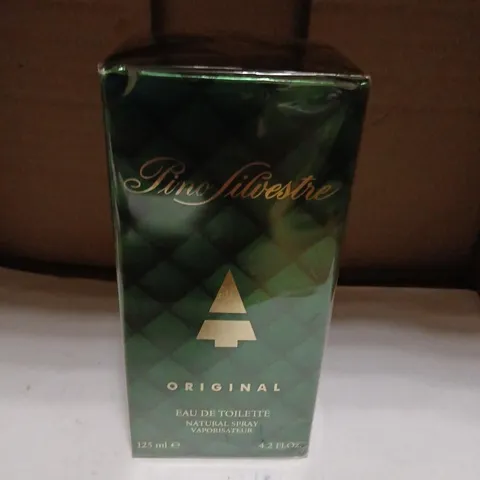 Pino Silvestre
ORIGINAL
EAU DE TOILETTE
NATURAL SPRAY
VAPORISATEUR
125 ml ℮ 4.2 FL.OZ